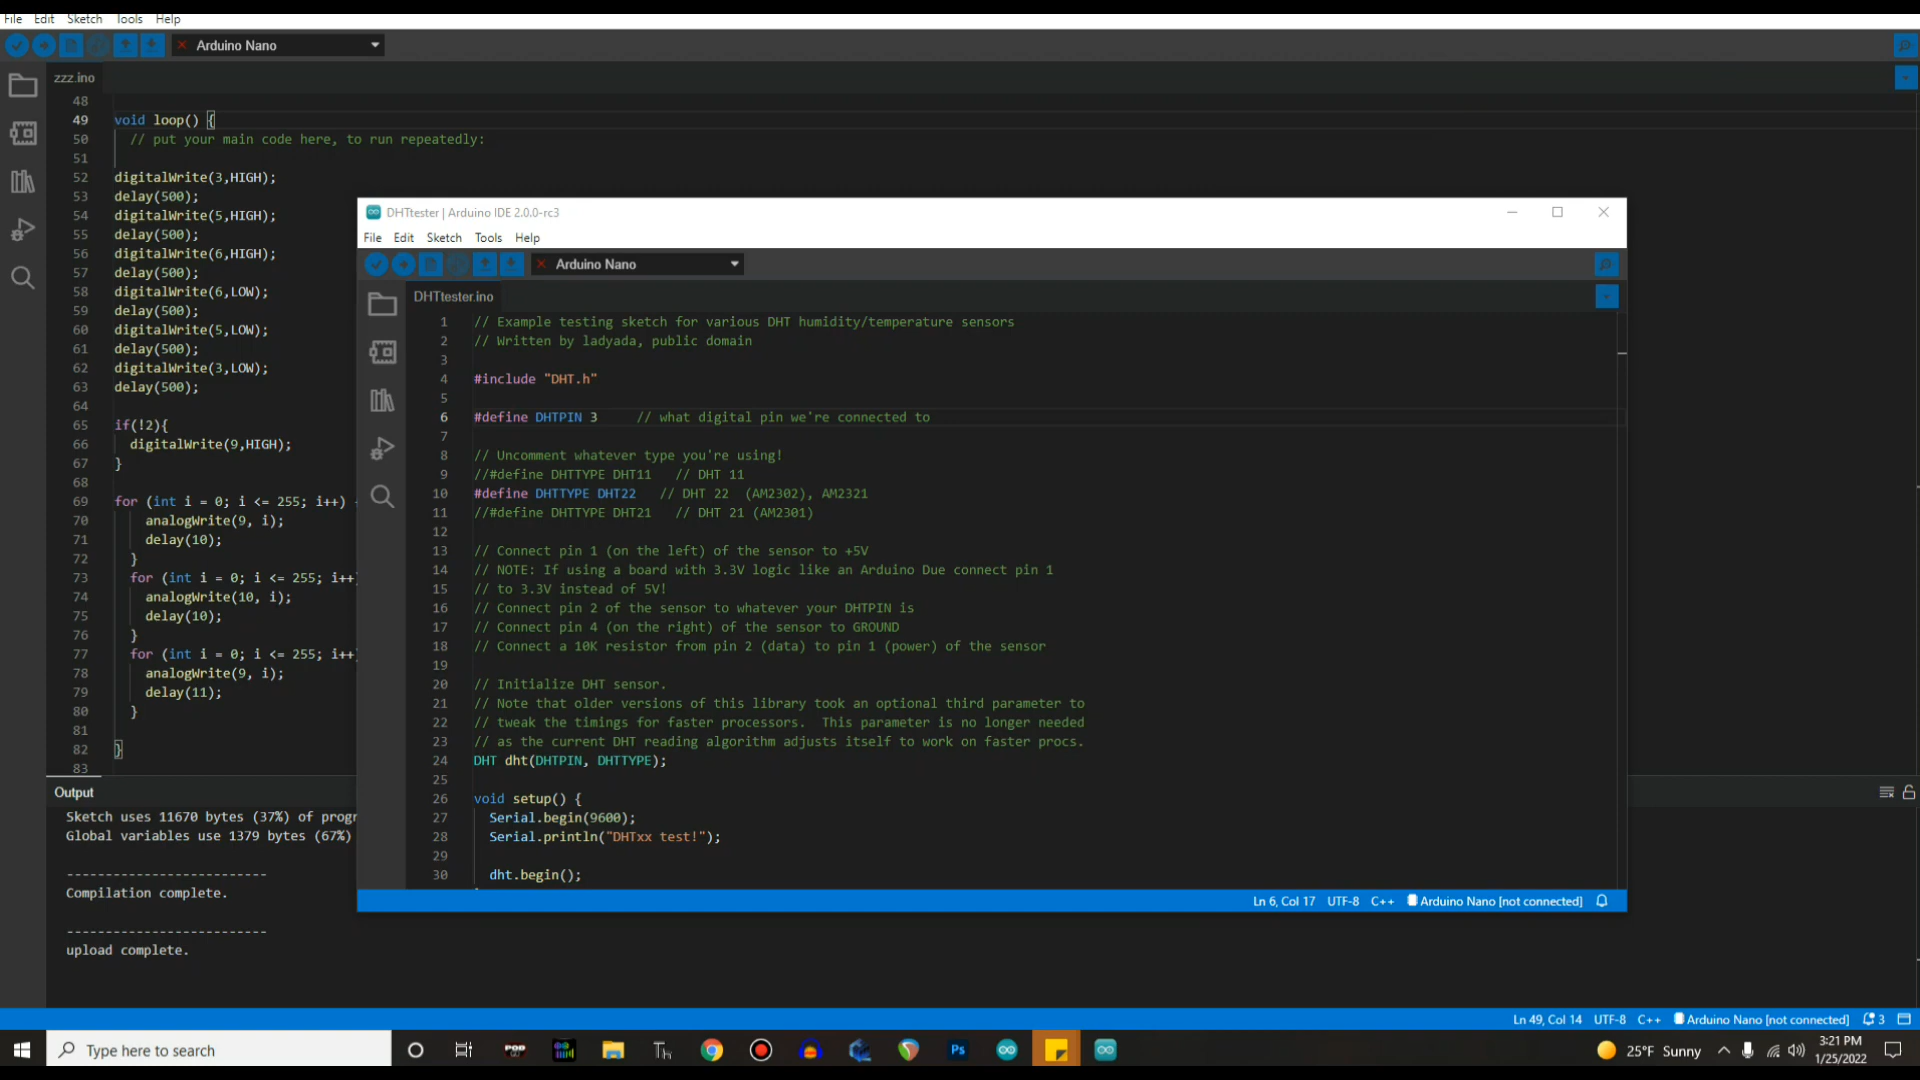 File Edit Sketch Tools Help
Arduino Nano
zzz.ino
48
49 void loop() {
50 // put your main code here, to run repeatedly:
51
52 digitalWrite(3,HIGH);
53 delay(500);
54 digitalWrite(5,HIGH);
55 delay(500);
56 digitalWrite(6,HIGH);
57 delay(500);
58 digitalWrite(6,LOW);
59 delay(500);
60 digitalWrite(5,LOW);
61 delay(500);
62 digitalWrite(3,LOW);
63 delay(500);
64
65 if(!2){
66 digitalWrite(9,HIGH);
67 }
68
69 for (int i = 0; i <= 255; i++)
70 analogWrite(9, i);
71 delay(10);
72 }
73 for (int i = 0; i <= 255; i++
74 analogWrite(10, i);
75 delay(10);
76 }
77 for (int i = 0; i <= 255; i++
78 analogWrite(9, i);
79 delay(11);
80 }
81
82 }
83
Output
Sketch uses 11670 bytes (37%) of progr
Global variables use 1379 bytes (67%)
--------------------------
Compilation complete.
--------------------------
upload complete.
DHTtester | Arduino IDE 2.0.0-rc3
File Edit Sketch Tools Help
Arduino Nano
DHTtester.ino
1 // Example testing sketch for various DHT humidity/temperature sensors
2 // Written by ladyada, public domain
3
4 #include "DHT.h"
5
6 #define DHTPIN 3 // what digital pin we're connected to
7
8 // Uncomment whatever type you're using!
9 //#define DHTTYPE DHT11 // DHT 11
10 #define DHTTYPE DHT22 // DHT 22 (AM2302), AM2321
11 //#define DHTTYPE DHT21 // DHT 21 (AM2301)
12
13 // Connect pin 1 (on the left) of the sensor to +5V
14 // NOTE: If using a board with 3.3V logic like an Arduino Due connect pin 1
15 // to 3.3V instead of 5V!
16 // Connect pin 2 of the sensor to whatever your DHTPIN is
17 // Connect pin 4 (on the right) of the sensor to GROUND
18 // Connect a 10K resistor from pin 2 (data) to pin 1 (power) of the sensor
19
20 // Initialize DHT sensor.
21 // Note that older versions of this library took an optional third parameter to
22 // tweak the timings for faster processors. This parameter is no longer needed
23 // as the current DHT reading algorithm adjusts itself to work on faster procs.
24 DHT dht(DHTPIN, DHTTYPE);
25
26 void setup() {
27 Serial.begin(9600);
28 Serial.println("DHTxx test!");
29
30 dht.begin();
Ln 6, Col 17 UTF-8 C++ Arduino Nano [not connected]
Ln 49, Col 14 UTF-8 C++ Arduino Nano [not connected] 3
Type here to search
POD
Th
Ps
25°F Sunny
3:21 PM
1/25/2022